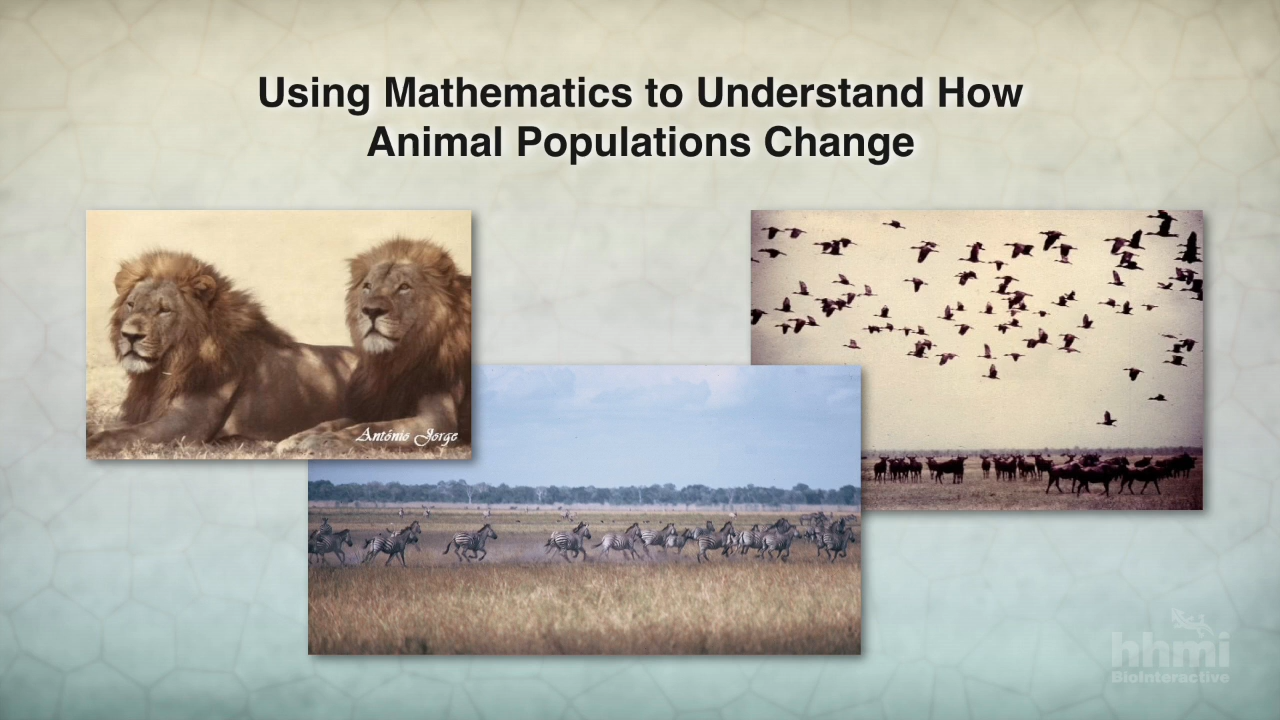 Using Mathematics to Understand How
Animal Populations Change
António Jorge
hhmi
BioInteractive